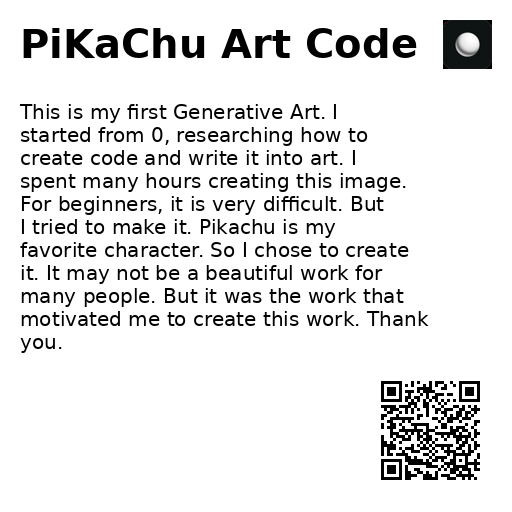 PiKaChu Art Code
This is my first Generative Art. I
started from 0, researching how to
create code and write it into art. I
spent many hours creating this image.
For beginners, it is very difficult. But
I tried to make it. Pikachu is my
favorite character. So I chose to create
it. It may not be a beautiful work for
many people. But it was the work that
motivated me to create this work. Thank
you.